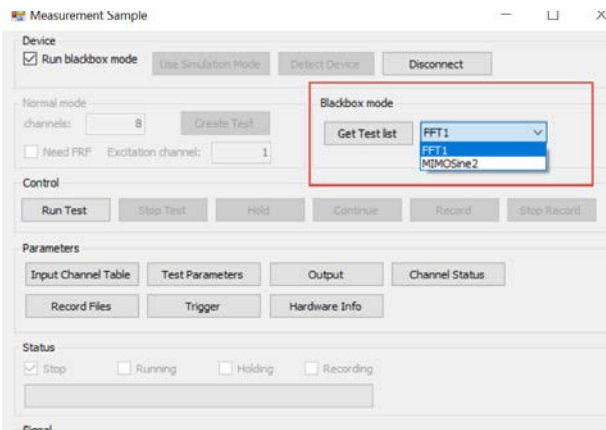 Measurement Sample
Device
Run blackbox mode
Use Simulation Mode
Detect Device
Disconnect
Normal mode
channels: 8
Create Test
Need FRF Excitation channel: 1
Blackbox mode
Get Test list
FFT1
FFT1
MIMOSine2
Control
Run Test
Stop Test
Hold
Continue
Record
Stop Record
Parameters
Input Channel Table
Test Parameters
Output
Channel Status
Record Files
Trigger
Hardware Info
Status
Stop
Running
Holding
Recording
Signal